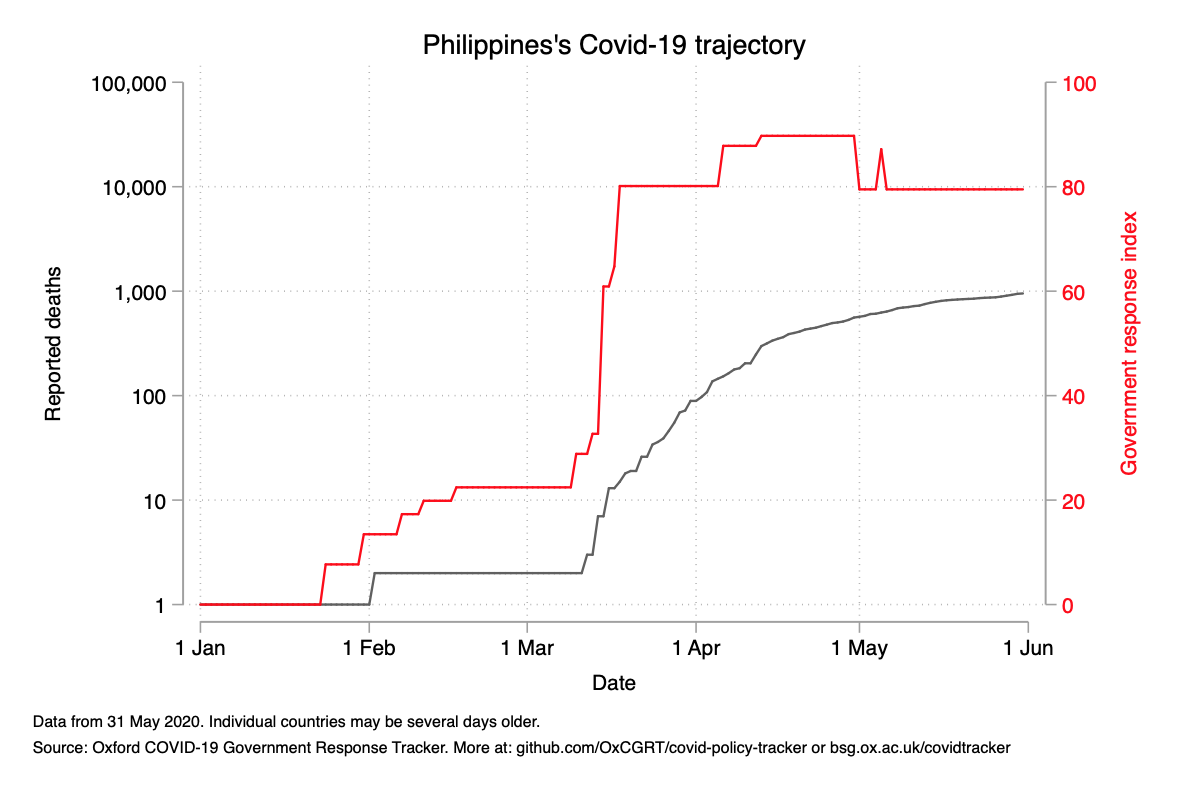 Philippines's Covid-19 trajectory
100,000
10,000
1,000
100
10
1
Reported deaths
100
80
60
40
20
0
Government response index
1 Jan
1 Feb
1 Mar
1 Apr
1 May
1 Jun
Date
Data from 31 May 2020. Individual countries may be several days older.
Source: Oxford COVID-19 Government Response Tracker. More at: github.com/OxCGRT/covid-policy-tracker or bsg.ox.ac.uk/covidtracker